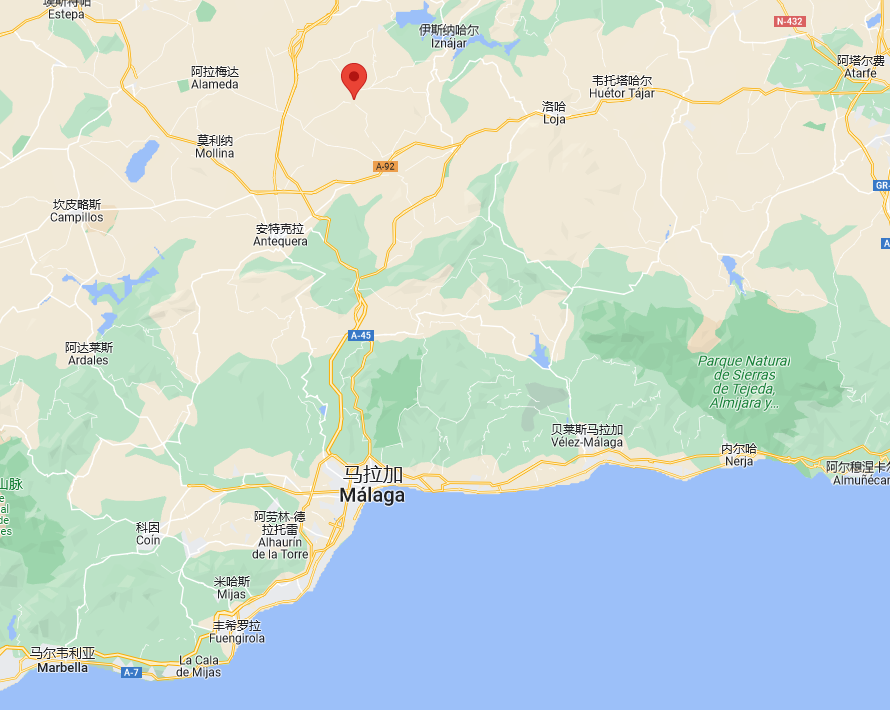 Estepa
N-432
伊斯纳哈尔
Iznájar
阿塔尔费
Atarfe
阿拉梅达
Alameda
韦托塔哈尔
Huétor Tájar
洛哈
Loja
莫利纳
Mollina
A-92
GR-
坎皮略斯
Campillos
安特克拉
Antequera
A-45
阿达莱斯
Ardales
Parque Natural
de Sierras
de Tejeda,
Almijara y...
贝莱斯马拉加
Vélez-Málaga
内尔哈
Nerja
阿尔穆涅卡尔
Almuñécar
马拉加
Málaga
山脉
科因
Coín
阿劳林-德
拉托雷
Alhaurín
de la Torre
米哈斯
Mijas
丰希罗拉
Fuengirola
马尔韦利亚
Marbella
La Cala
de Mijas
A-7